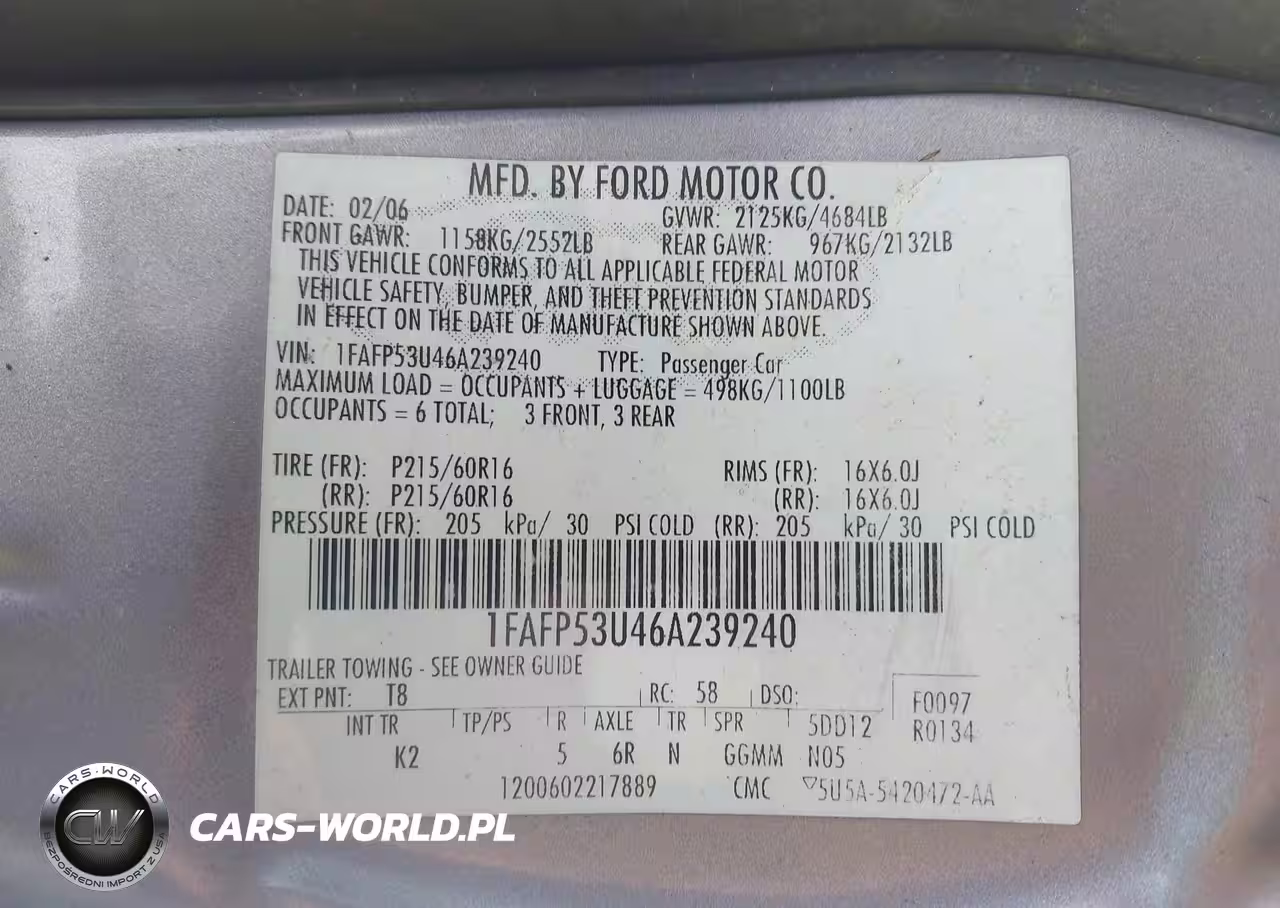 MFD. BY FORD MOTOR CO.
DATE: 02/06 GVWR: 2125KG/4684LB
FRONT GAWR: 1158KG/2552LB REAR GAWR: 967KG/2132LB
THIS VEHICLE CONFORMS TO ALL APPLICABLE FEDERAL MOTOR
VEHICLE SAFETY, BUMPER, AND THEFT PREVENTION STANDARDS
IN EFFECT ON THE DATE OF MANUFACTURE SHOWN ABOVE.
VIN: 1FAFP53U46A239240 TYPE: Passenger Car
MAXIMUM LOAD = OCCUPANTS + LUGGAGE = 498KG/1100LB
OCCUPANTS = 6 TOTAL; 3 FRONT, 3 REAR
TIRE (FR): P215/60R16 RIMS (FR): 16X6.0J
(RR): P215/60R16 (RR): 16X6.0J
PRESSURE (FR): 205 kPa/ 30 PSI COLD (RR): 205 kPa/ 30 PSI COLD
1FAFP53U46A239240
TRAILER TOWING - SEE OWNER GUIDE
EXT PNT: T8 RC: 58 DSO: F0097
INT TR TP/PS R AXLE TR SPR 5DD12 R0134
K2 5 6R N GGMM N05
1200602217889 CMC ▽5U5A-5420472-AA
CARS-WORLD
CW
BEZPOŚREDNI IMPORT Z USA
CARS-WORLD.PL